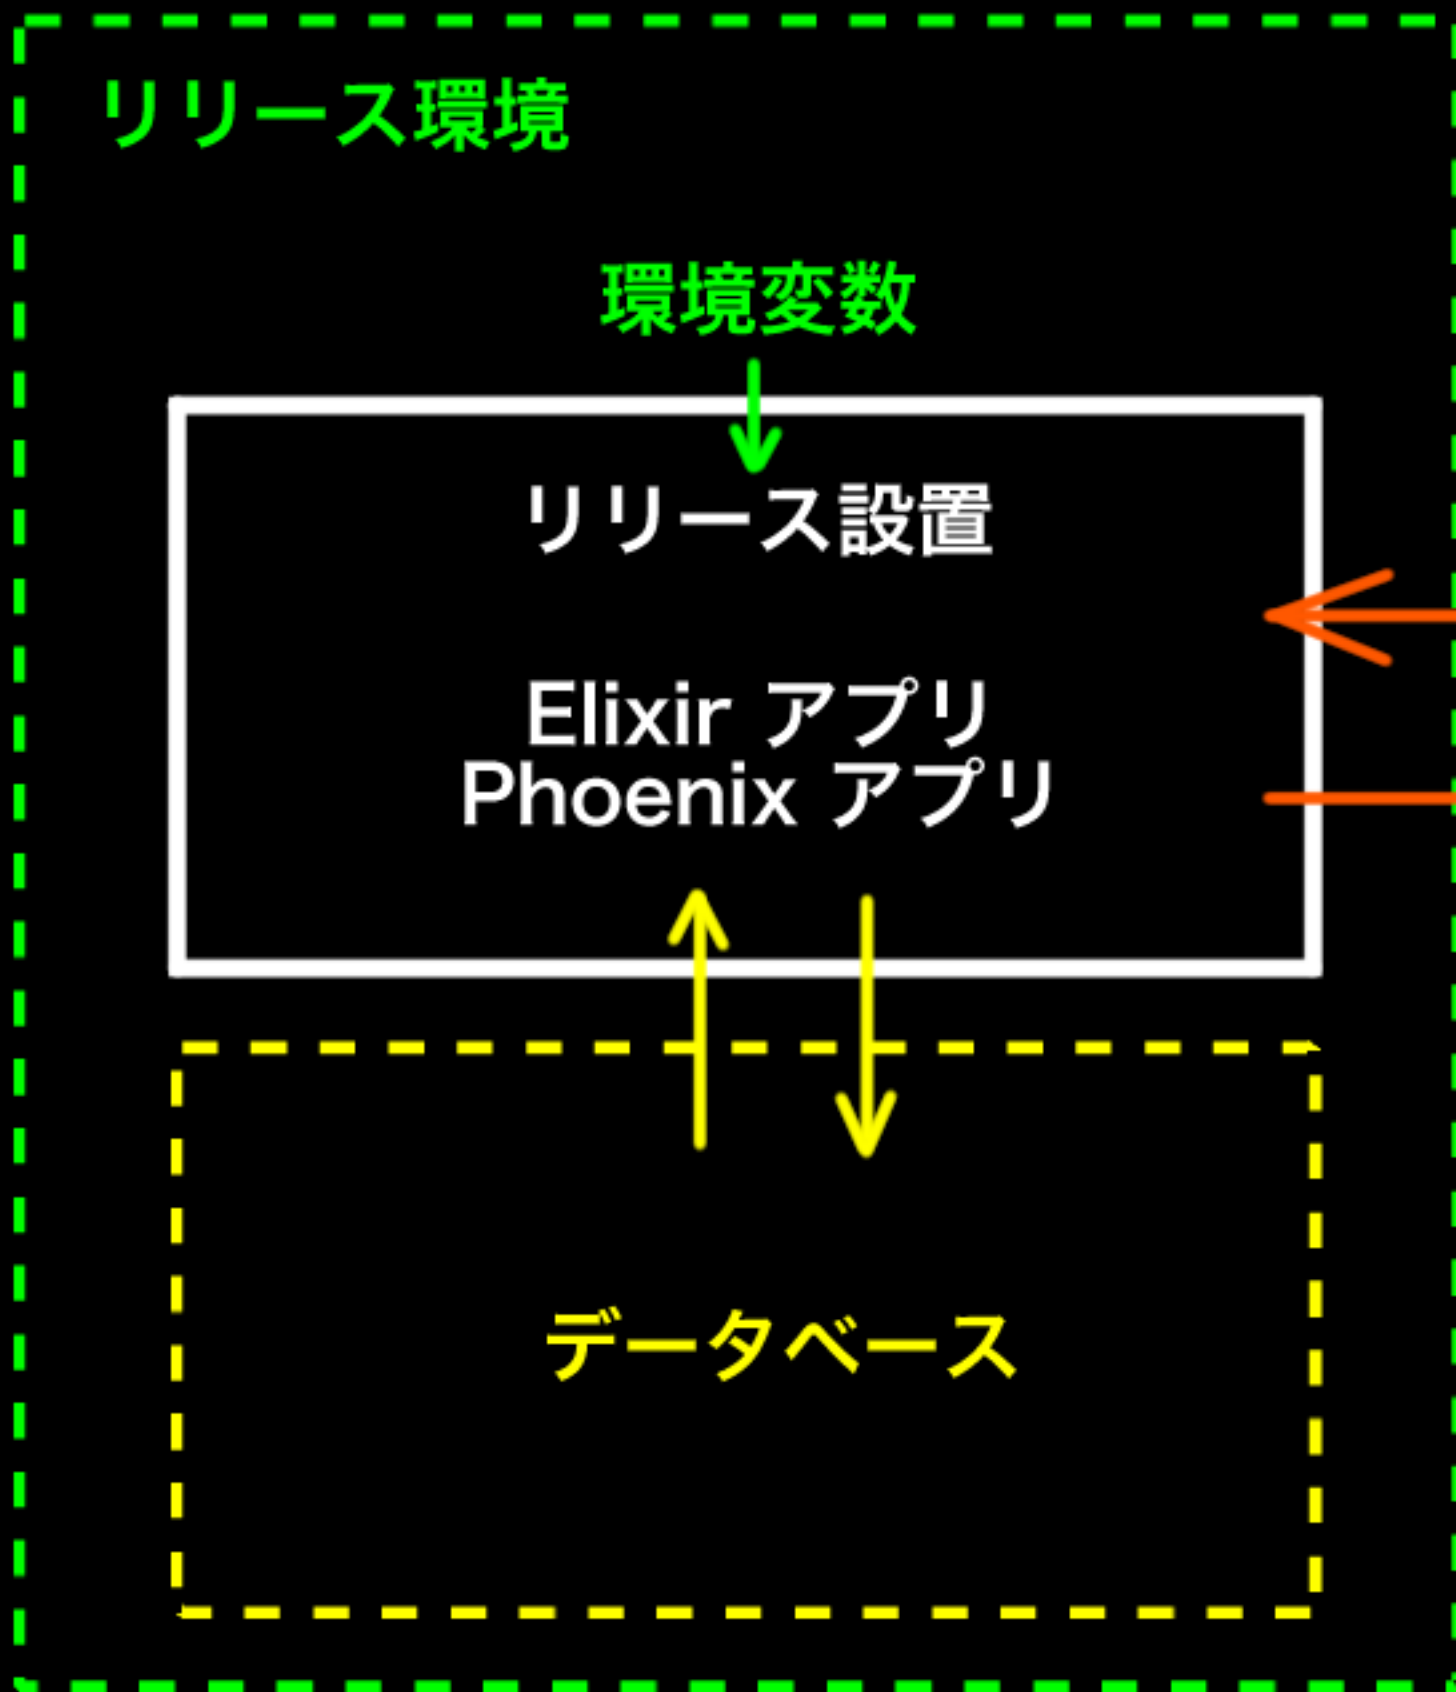 リリース環境
環境変数
リリース設置
Elixir アプリ
Phoenix アプリ
データベース